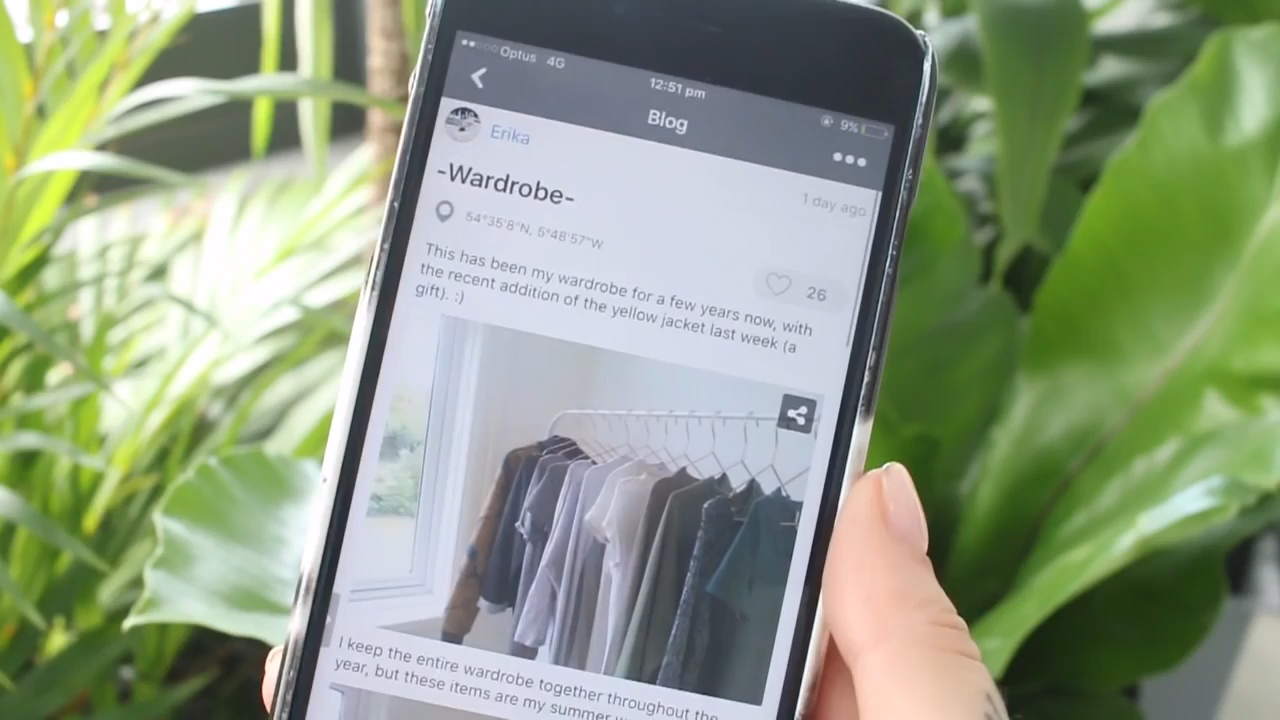 Optus 4G
12:51 pm
9%
Blog
Erika
-Wardrobe-
1 day ago
54°35'8"N, 5°48'57"W
26
This has been my wardrobe for a few years now, with
the recent addition of the yellow jacket last week (a
gift). :)
I keep the entire wardrobe together throughout the
year, but these items are my summer